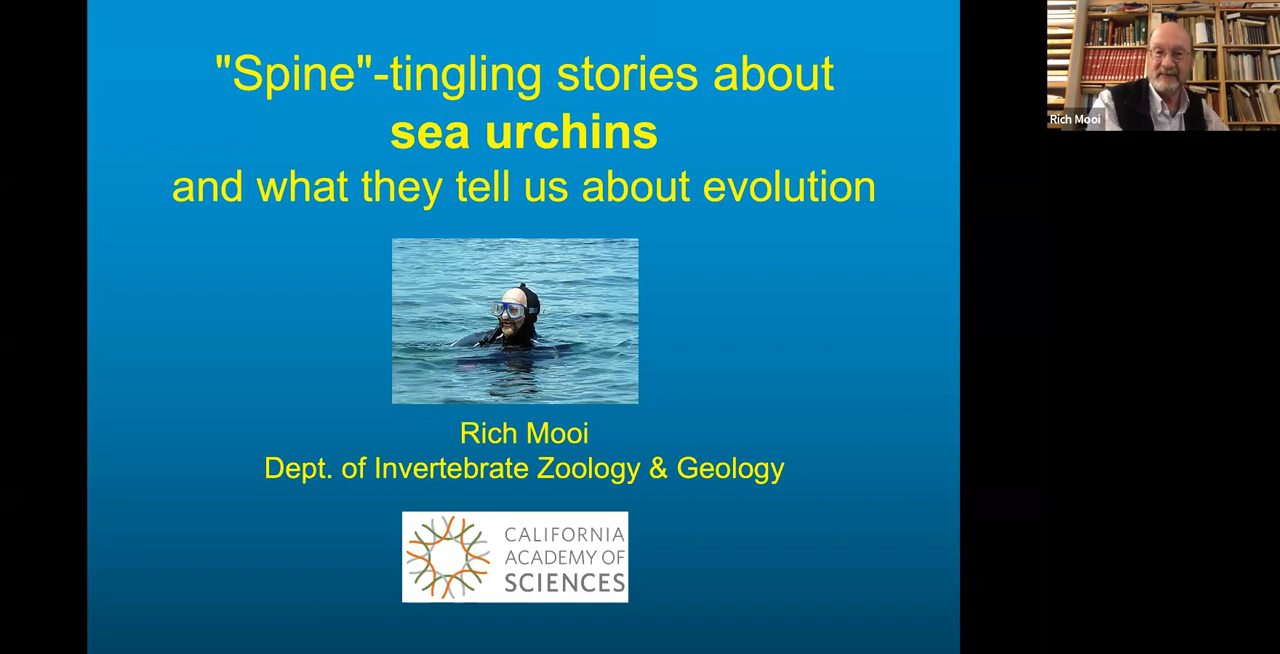 "Spine"-tingling stories about
sea urchins
and what they tell us about evolution
Rich Mooi
Dept. of Invertebrate Zoology & Geology
CALIFORNIA
ACADEMY OF
SCIENCES
Rich Mooi